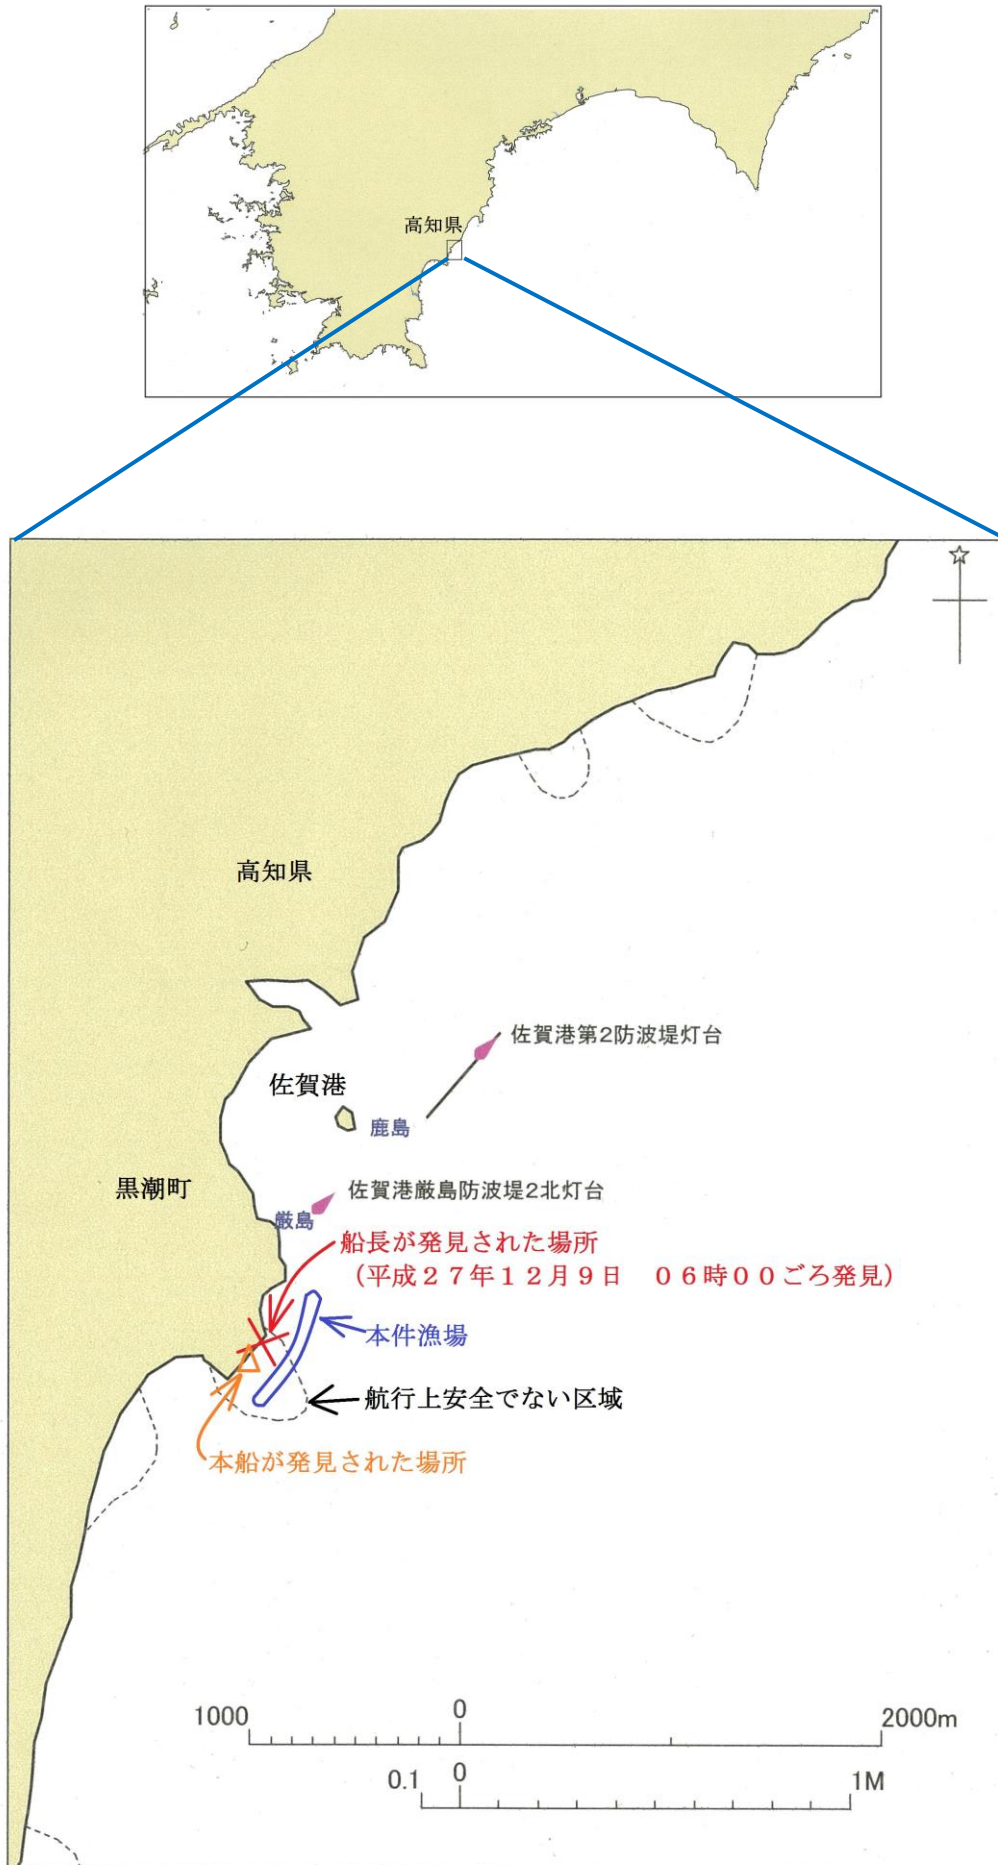 高知県
高知県
佐賀港第2防波堤灯台
佐賀港
鹿島
黒潮町
佐賀港厳島防波堤2北灯台
厳島
船長が発見された場所
（平成２７年１２月９日　０６時００ごろ発見）
本件漁場
航行上安全でない区域
本船が発見された場所
1000 0 2000m
0.1 0 1M